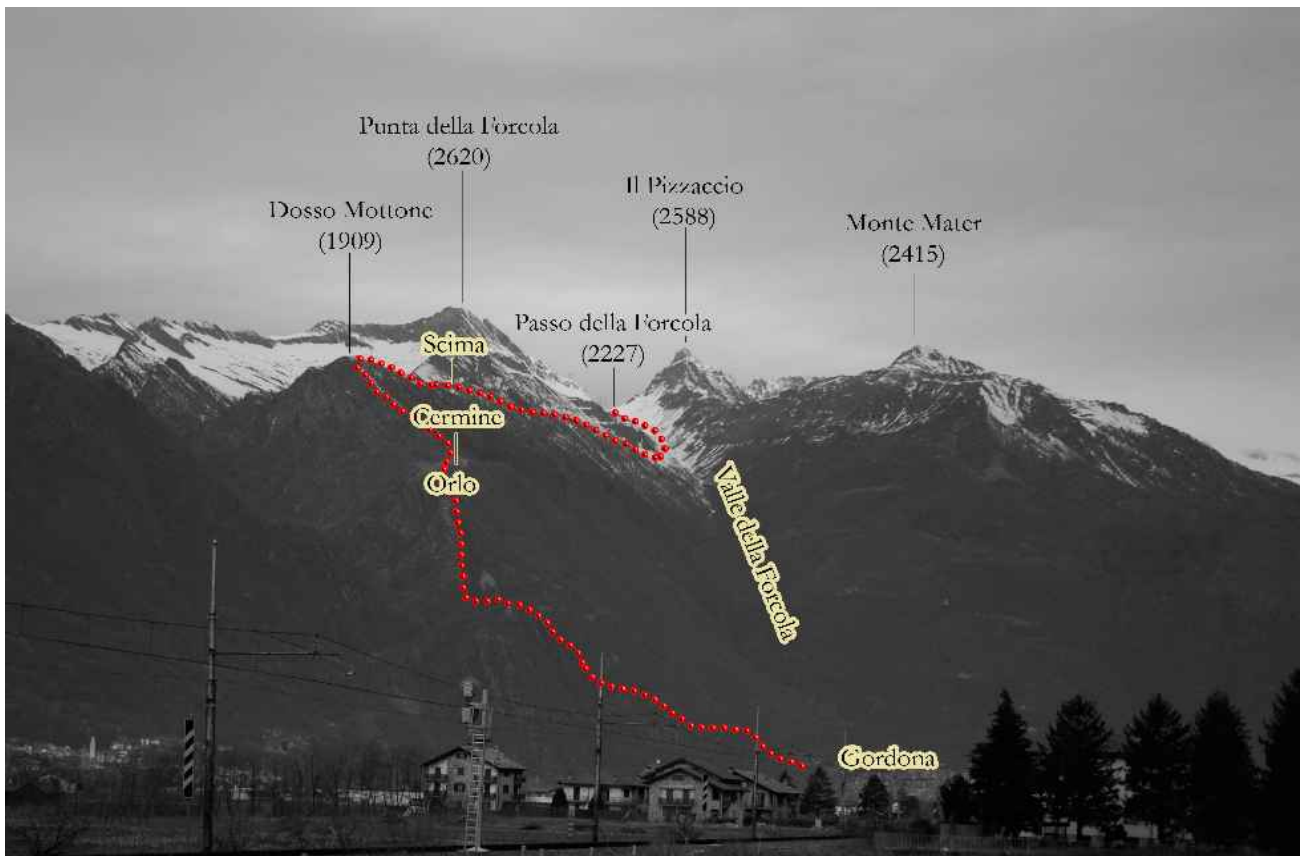 Punta della Forcola
(2620)
Il Pizzaccio
(2588)
Dosso Mottone
(1909)
Monte Mater
(2415)
Passo della Forcola
(2227)
Scima
Cermine
Orlo
Valle della Forcola
Gordona